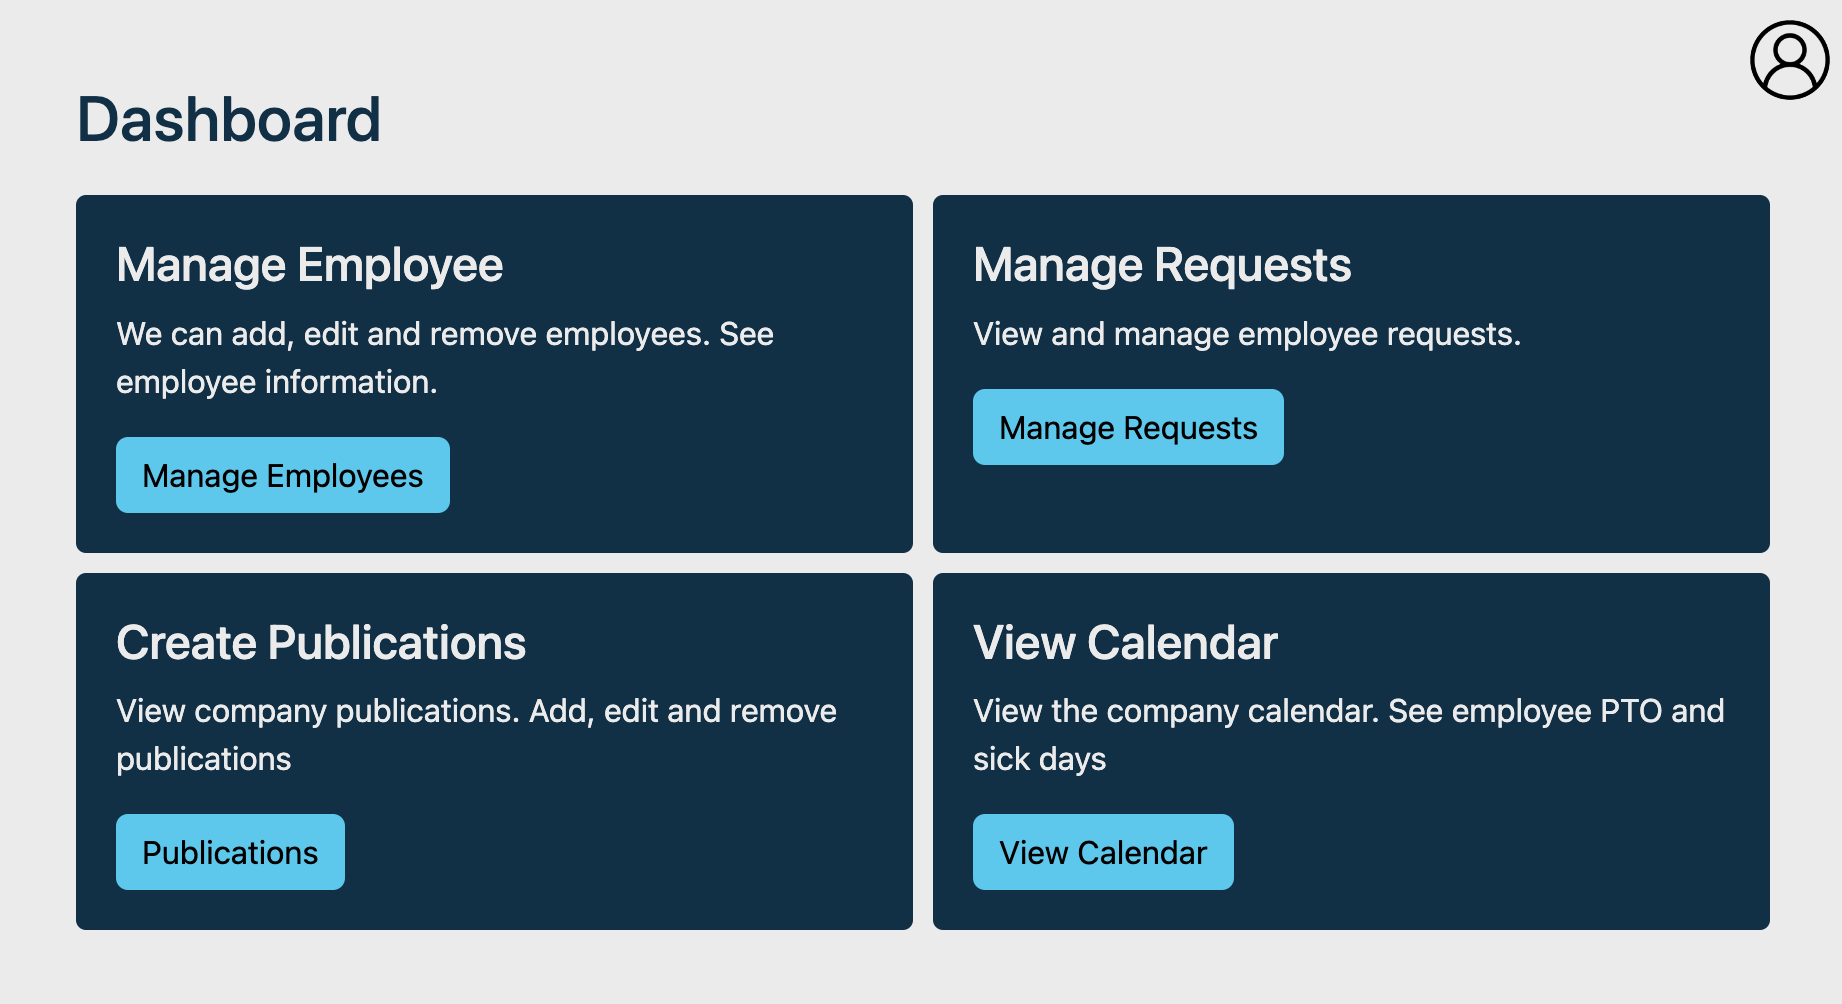 Dashboard
Manage Employee
We can add, edit and remove employees. See
employee information.
Manage Employees
Manage Requests
View and manage employee requests.
Manage Requests
Create Publications
View company publications. Add, edit and remove
publications
Publications
View Calendar
View the company calendar. See employee PTO and
sick days
View Calendar